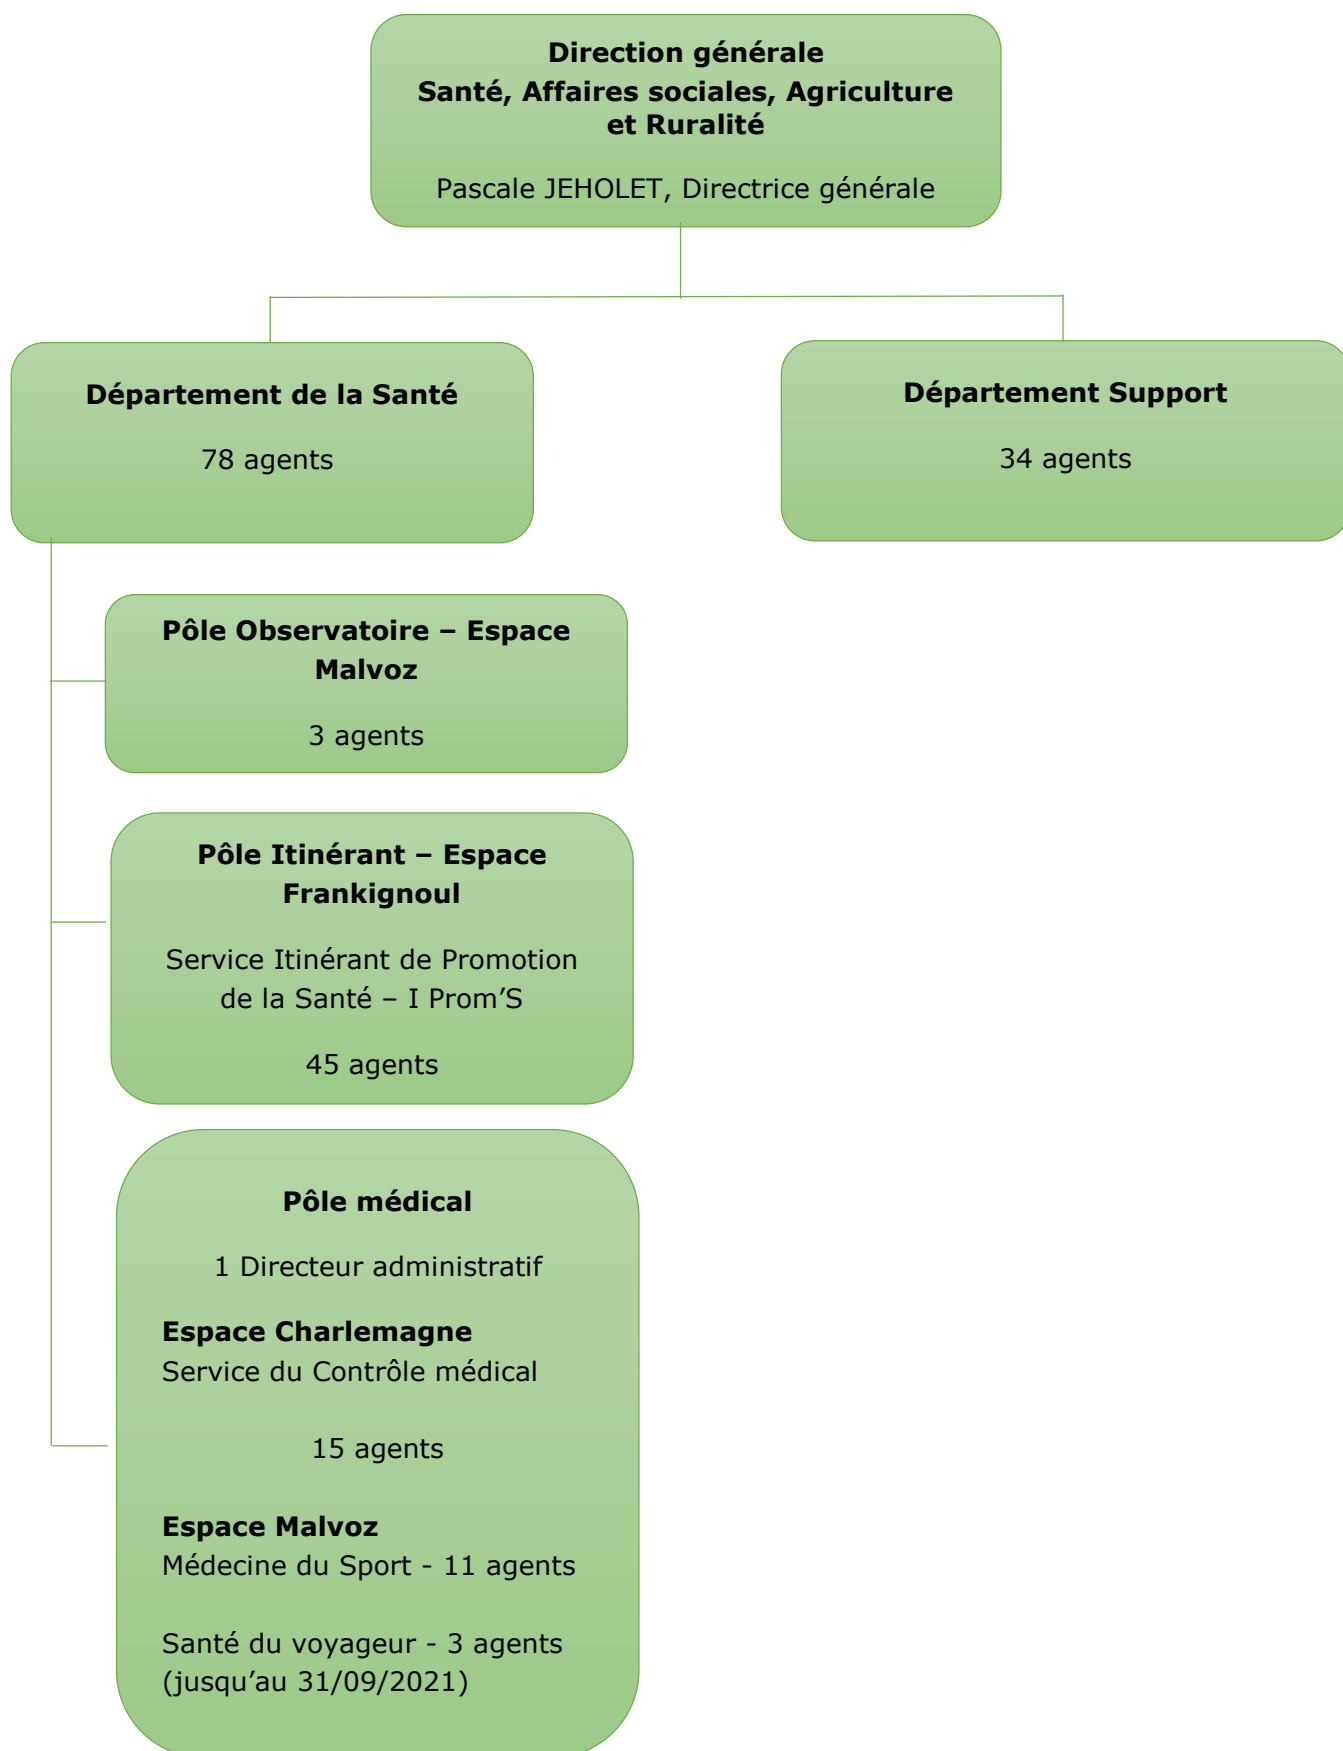 Direction générale
Santé, Affaires sociales, Agriculture
et Ruralité
Pascale JEHOLET, Directrice générale
Département de la Santé
78 agents
Département Support
34 agents
Pôle Observatoire – Espace
Malvoz
3 agents
Pôle Itinérant – Espace
Frankignoul
Service Itinérant de Promotion
de la Santé – I Prom’S
45 agents
Pôle médical
1 Directeur administratif
Espace Charlemagne
Service du Contrôle médical
15 agents
Espace Malvoz
Médecine du Sport - 11 agents
Santé du voyageur - 3 agents
(jusqu’au 31/09/2021)